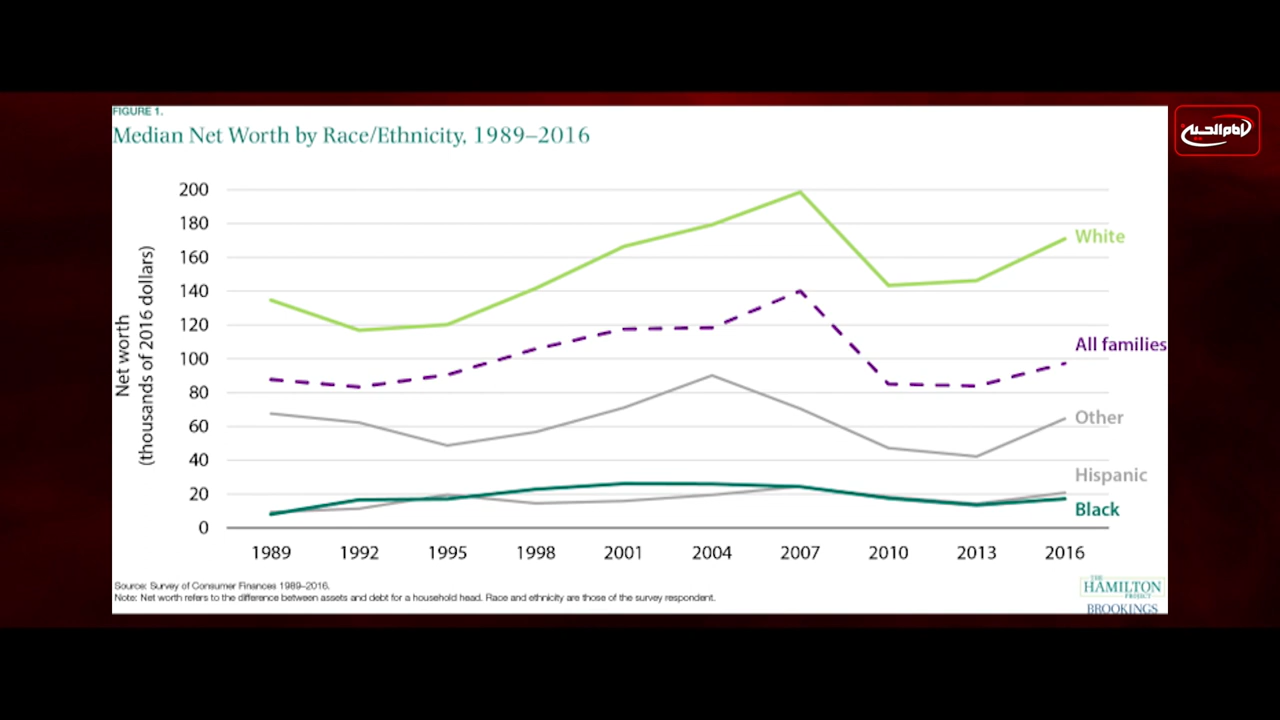 FIGURE 1.
Median Net Worth by Race/Ethnicity, 1989–2016
امام الحسین
Net worth
(thousands of 2016 dollars)
200
180
160
140
120
100
80
60
40
20
0
White
All families
Other
Hispanic
Black
1989 1992 1995 1998 2001 2004 2007 2010 2013 2016
Source: Survey of Consumer Finances 1989–2016.
Note: Net worth refers to the difference between assets and debt for a household head. Race and ethnicity are those of the survey respondent.
THE
HAMILTON
PROJECT
BROOKINGS